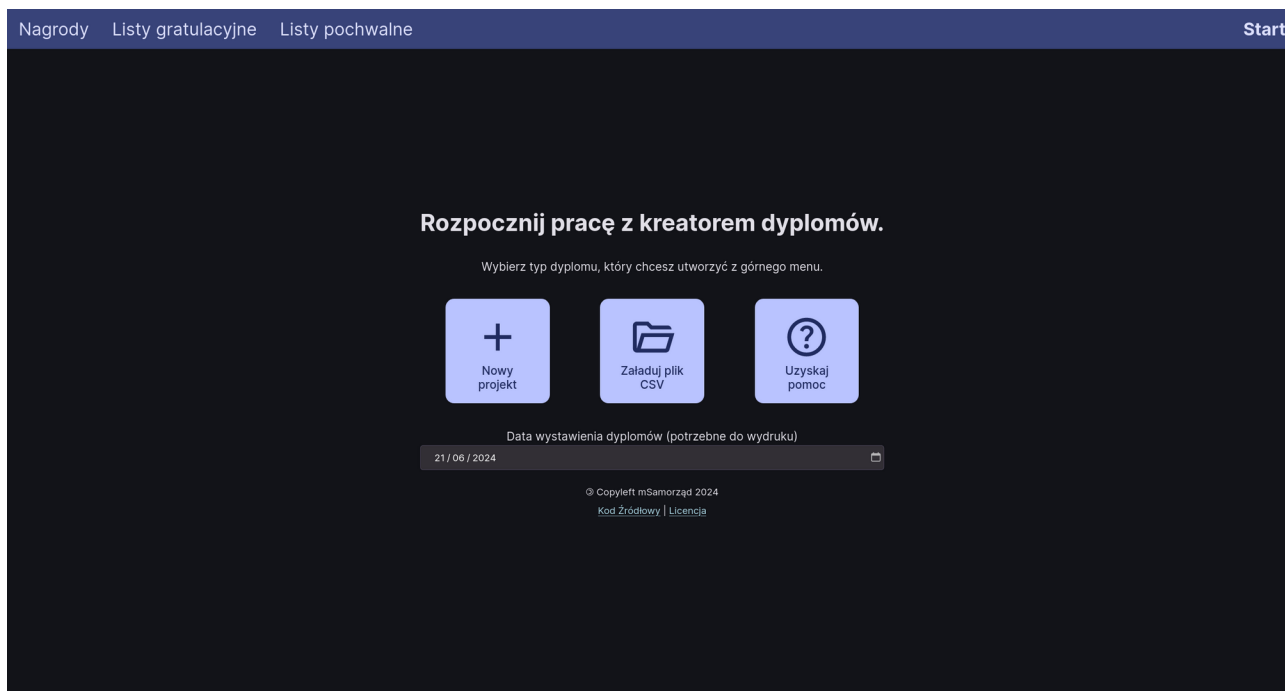 Nagrody Listy gratulacyjne Listy pochwalne Start
Rozpocznij pracę z kreatorem dyplomów.
Wybierz typ dyplomu, który chcesz utworzyć z górnego menu.
Nowy
projekt
Załaduj plik
CSV
Uzyskaj
pomoc
Data wystawienia dyplomów (potrzebne do wydruku)
21 / 06 / 2024
🄯 Copyleft mSamorząd 2024
Kod Źródłowy | Licencja